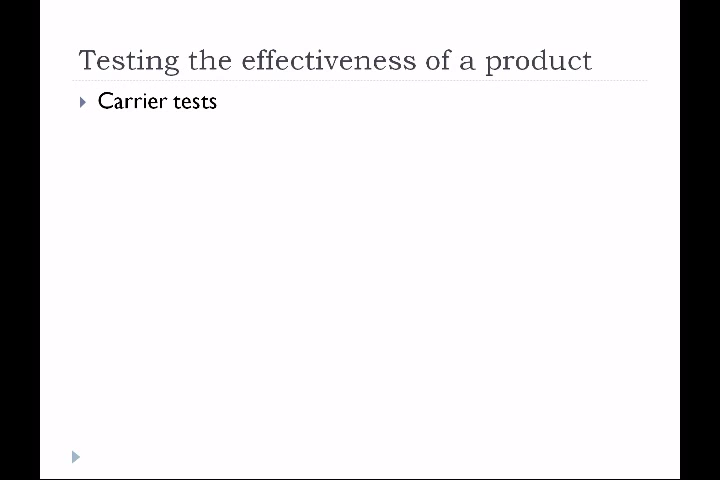 Testing the effectiveness of a product
Carrier tests